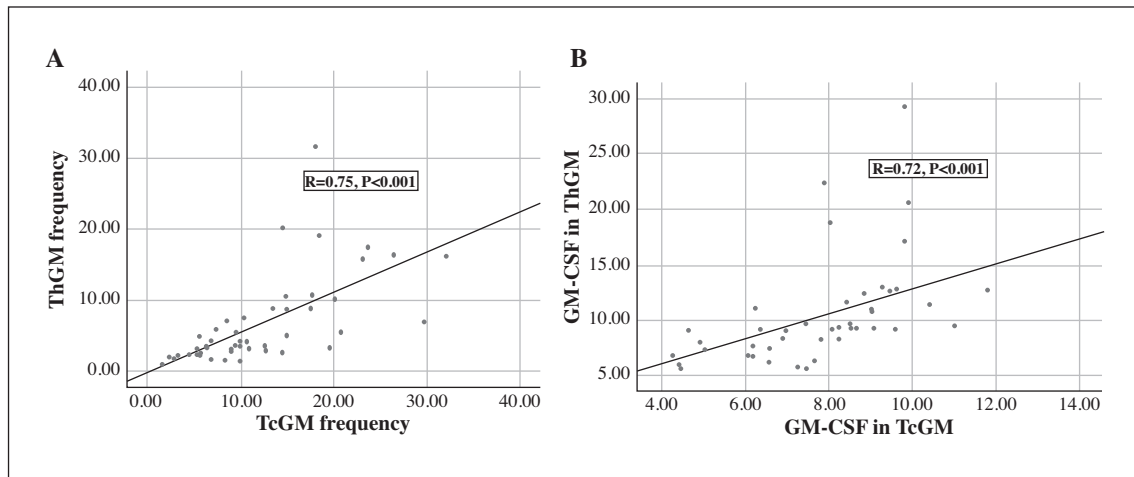 A
ThGM frequency
40.00
30.00
20.00
10.00
0.00
R=0.75, P<0.001
0.00 10.00 20.00 30.00 40.00
TcGM frequency
B
GM-CSF in ThGM
30.00
25.00
20.00
15.00
10.00
5.00
R=0.72, P<0.001
4.00 6.00 8.00 10.00 12.00 14.00
GM-CSF in TcGM